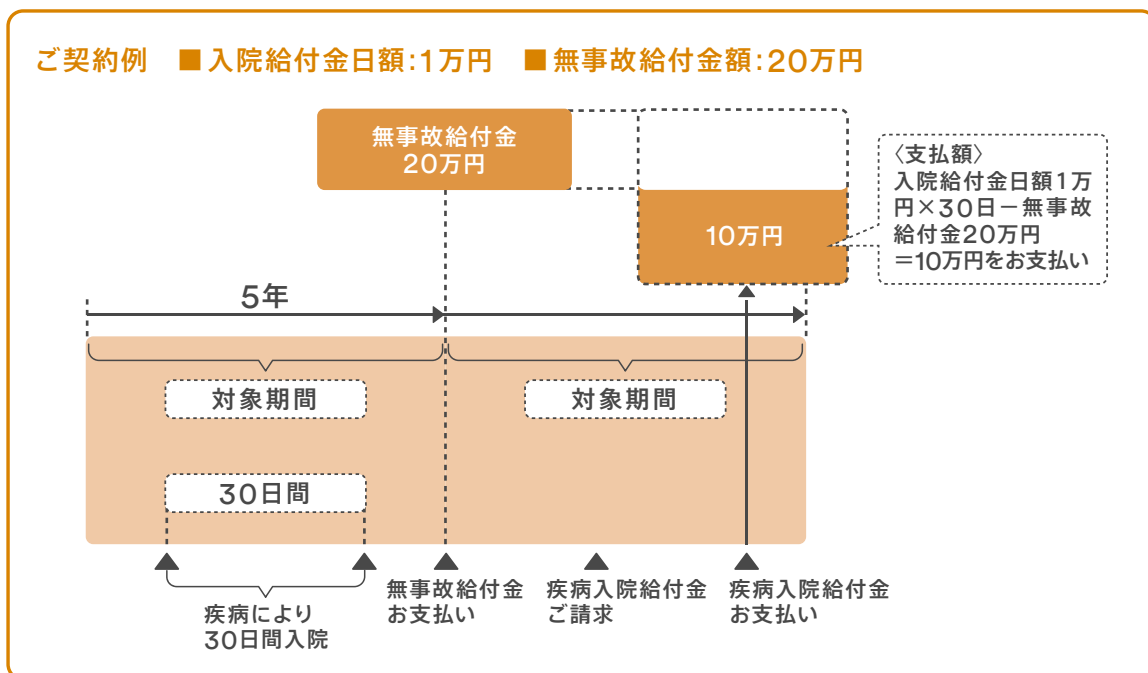 ご契約例 ■入院給付金日額:1万円 ■無事故給付金額:20万円
無事故給付金
20万円
10万円
〈支払額〉
入院給付金日額1万
円×30日−無事故
給付金20万円
=10万円をお支払い
5年
対象期間
対象期間
30日間
疾病により
30日間入院
無事故給付金
お支払い
疾病入院給付金
ご請求
疾病入院給付金
お支払い